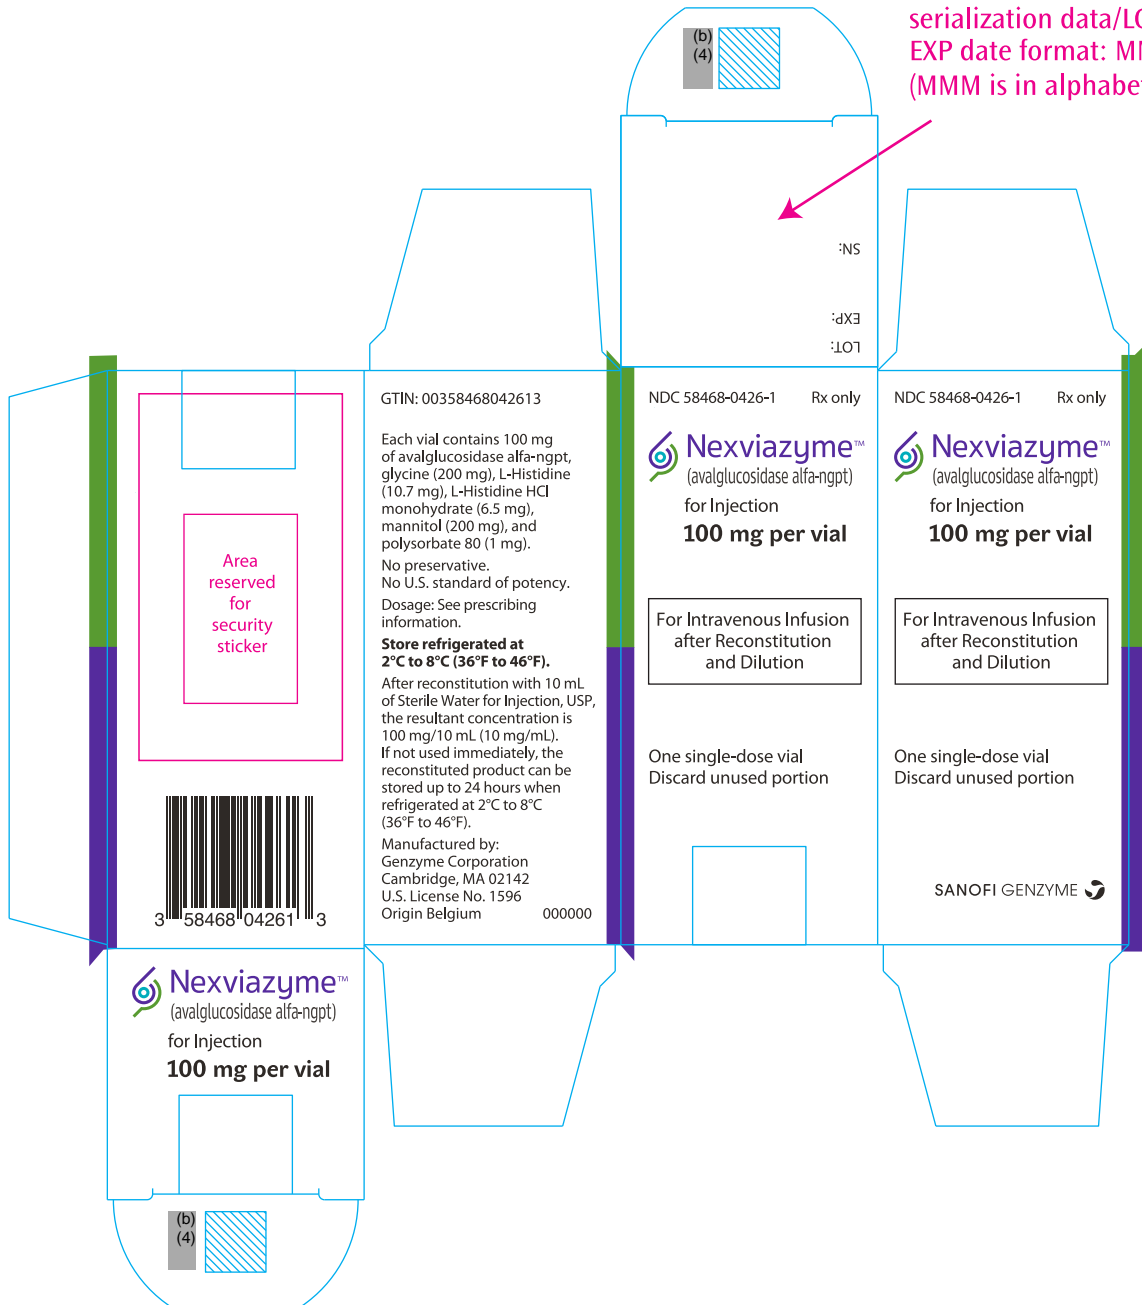 serialization data/LO
EXP date format: MM
(MMM is in alphabet
(b)
(4)
SN:
EXP:
LOT:
Area
reserved
for
security
sticker
3 58468 04261 3
GTIN: 00358468042613
Each vial contains 100 mg
of avalglucosidase alfa-ngpt,
glycine (200 mg), L-Histidine
(10.7 mg), L-Histidine HCl
monohydrate (6.5 mg),
mannitol (200 mg), and
polysorbate 80 (1 mg).
No preservative.
No U.S. standard of potency.
Dosage: See prescribing
information.
Store refrigerated at
2°C to 8°C (36°F to 46°F).
After reconstitution with 10 mL
of Sterile Water for Injection, USP,
the resultant concentration is
100 mg/10 mL (10 mg/mL).
If not used immediately, the
reconstituted product can be
stored up to 24 hours when
refrigerated at 2°C to 8°C
(36°F to 46°F).
Manufactured by:
Genzyme Corporation
Cambridge, MA 02142
U.S. License No. 1596
Origin Belgium 000000
NDC 58468-0426-1 Rx only
Nexviazyme™
(avalglucosidase alfa-ngpt)
for Injection
100 mg per vial
For Intravenous Infusion
after Reconstitution
and Dilution
One single-dose vial
Discard unused portion
NDC 58468-0426-1 Rx only
Nexviazyme™
(avalglucosidase alfa-ngpt)
for Injection
100 mg per vial
For Intravenous Infusion
after Reconstitution
and Dilution
One single-dose vial
Discard unused portion
SANOFI GENZYME
Nexviazyme™
(avalglucosidase alfa-ngpt)
for Injection
100 mg per vial
(b)
(4)